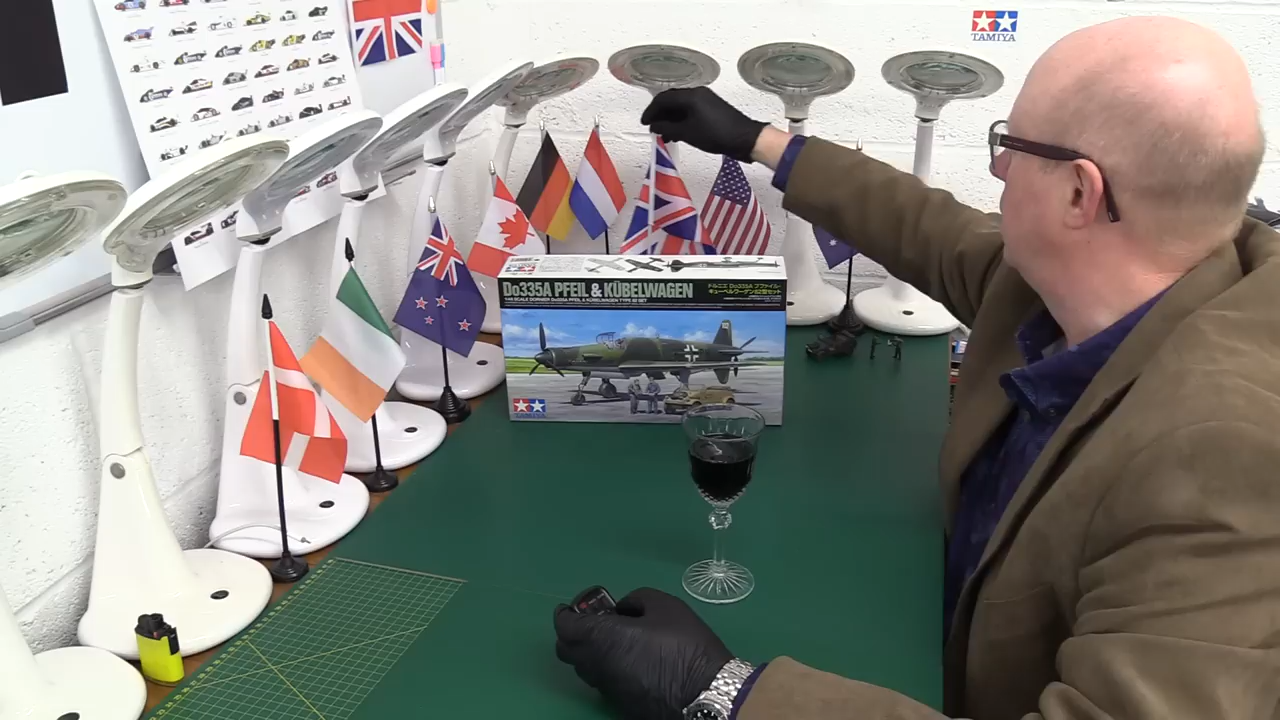 TAMIYA
Do335A PFEIL & KÜBELWAGEN
1/48 SCALE DORNIER Do335A PFEIL & KÜBELWAGEN TYPE 82 SET
ドルニエ Do335A プファイル・
キューベルワーゲン82型セット
TAMIYA